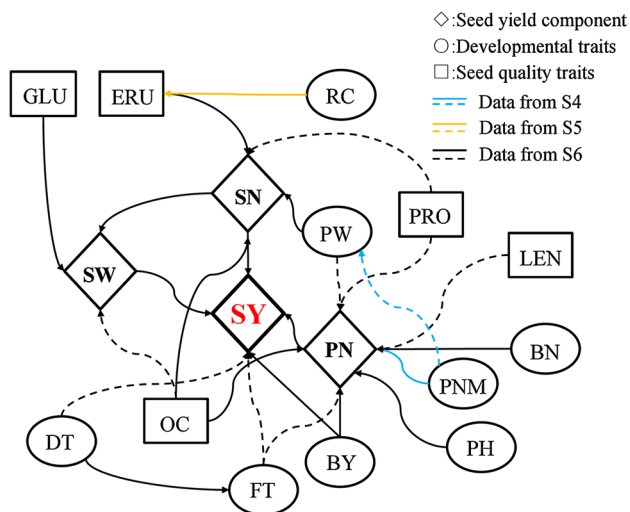 ◇:Seed yield component
○:Developmental traits
□:Seed quality traits
Data from S4
Data from S5
Data from S6
GLU
ERU
RC
SN
PW
PRO
LEN
SW
SY
PN
BN
PNM
OC
DT
BY
PH
FT